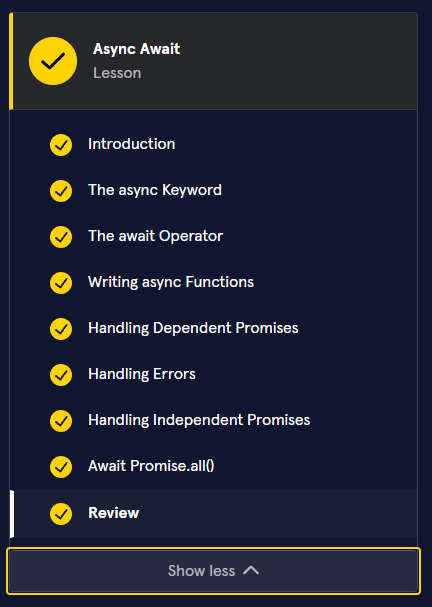 Async Await
Lesson
Introduction
The async Keyword
The await Operator
Writing async Functions
Handling Dependent Promises
Handling Errors
Handling Independent Promises
Await Promise.all()
Review
Show less